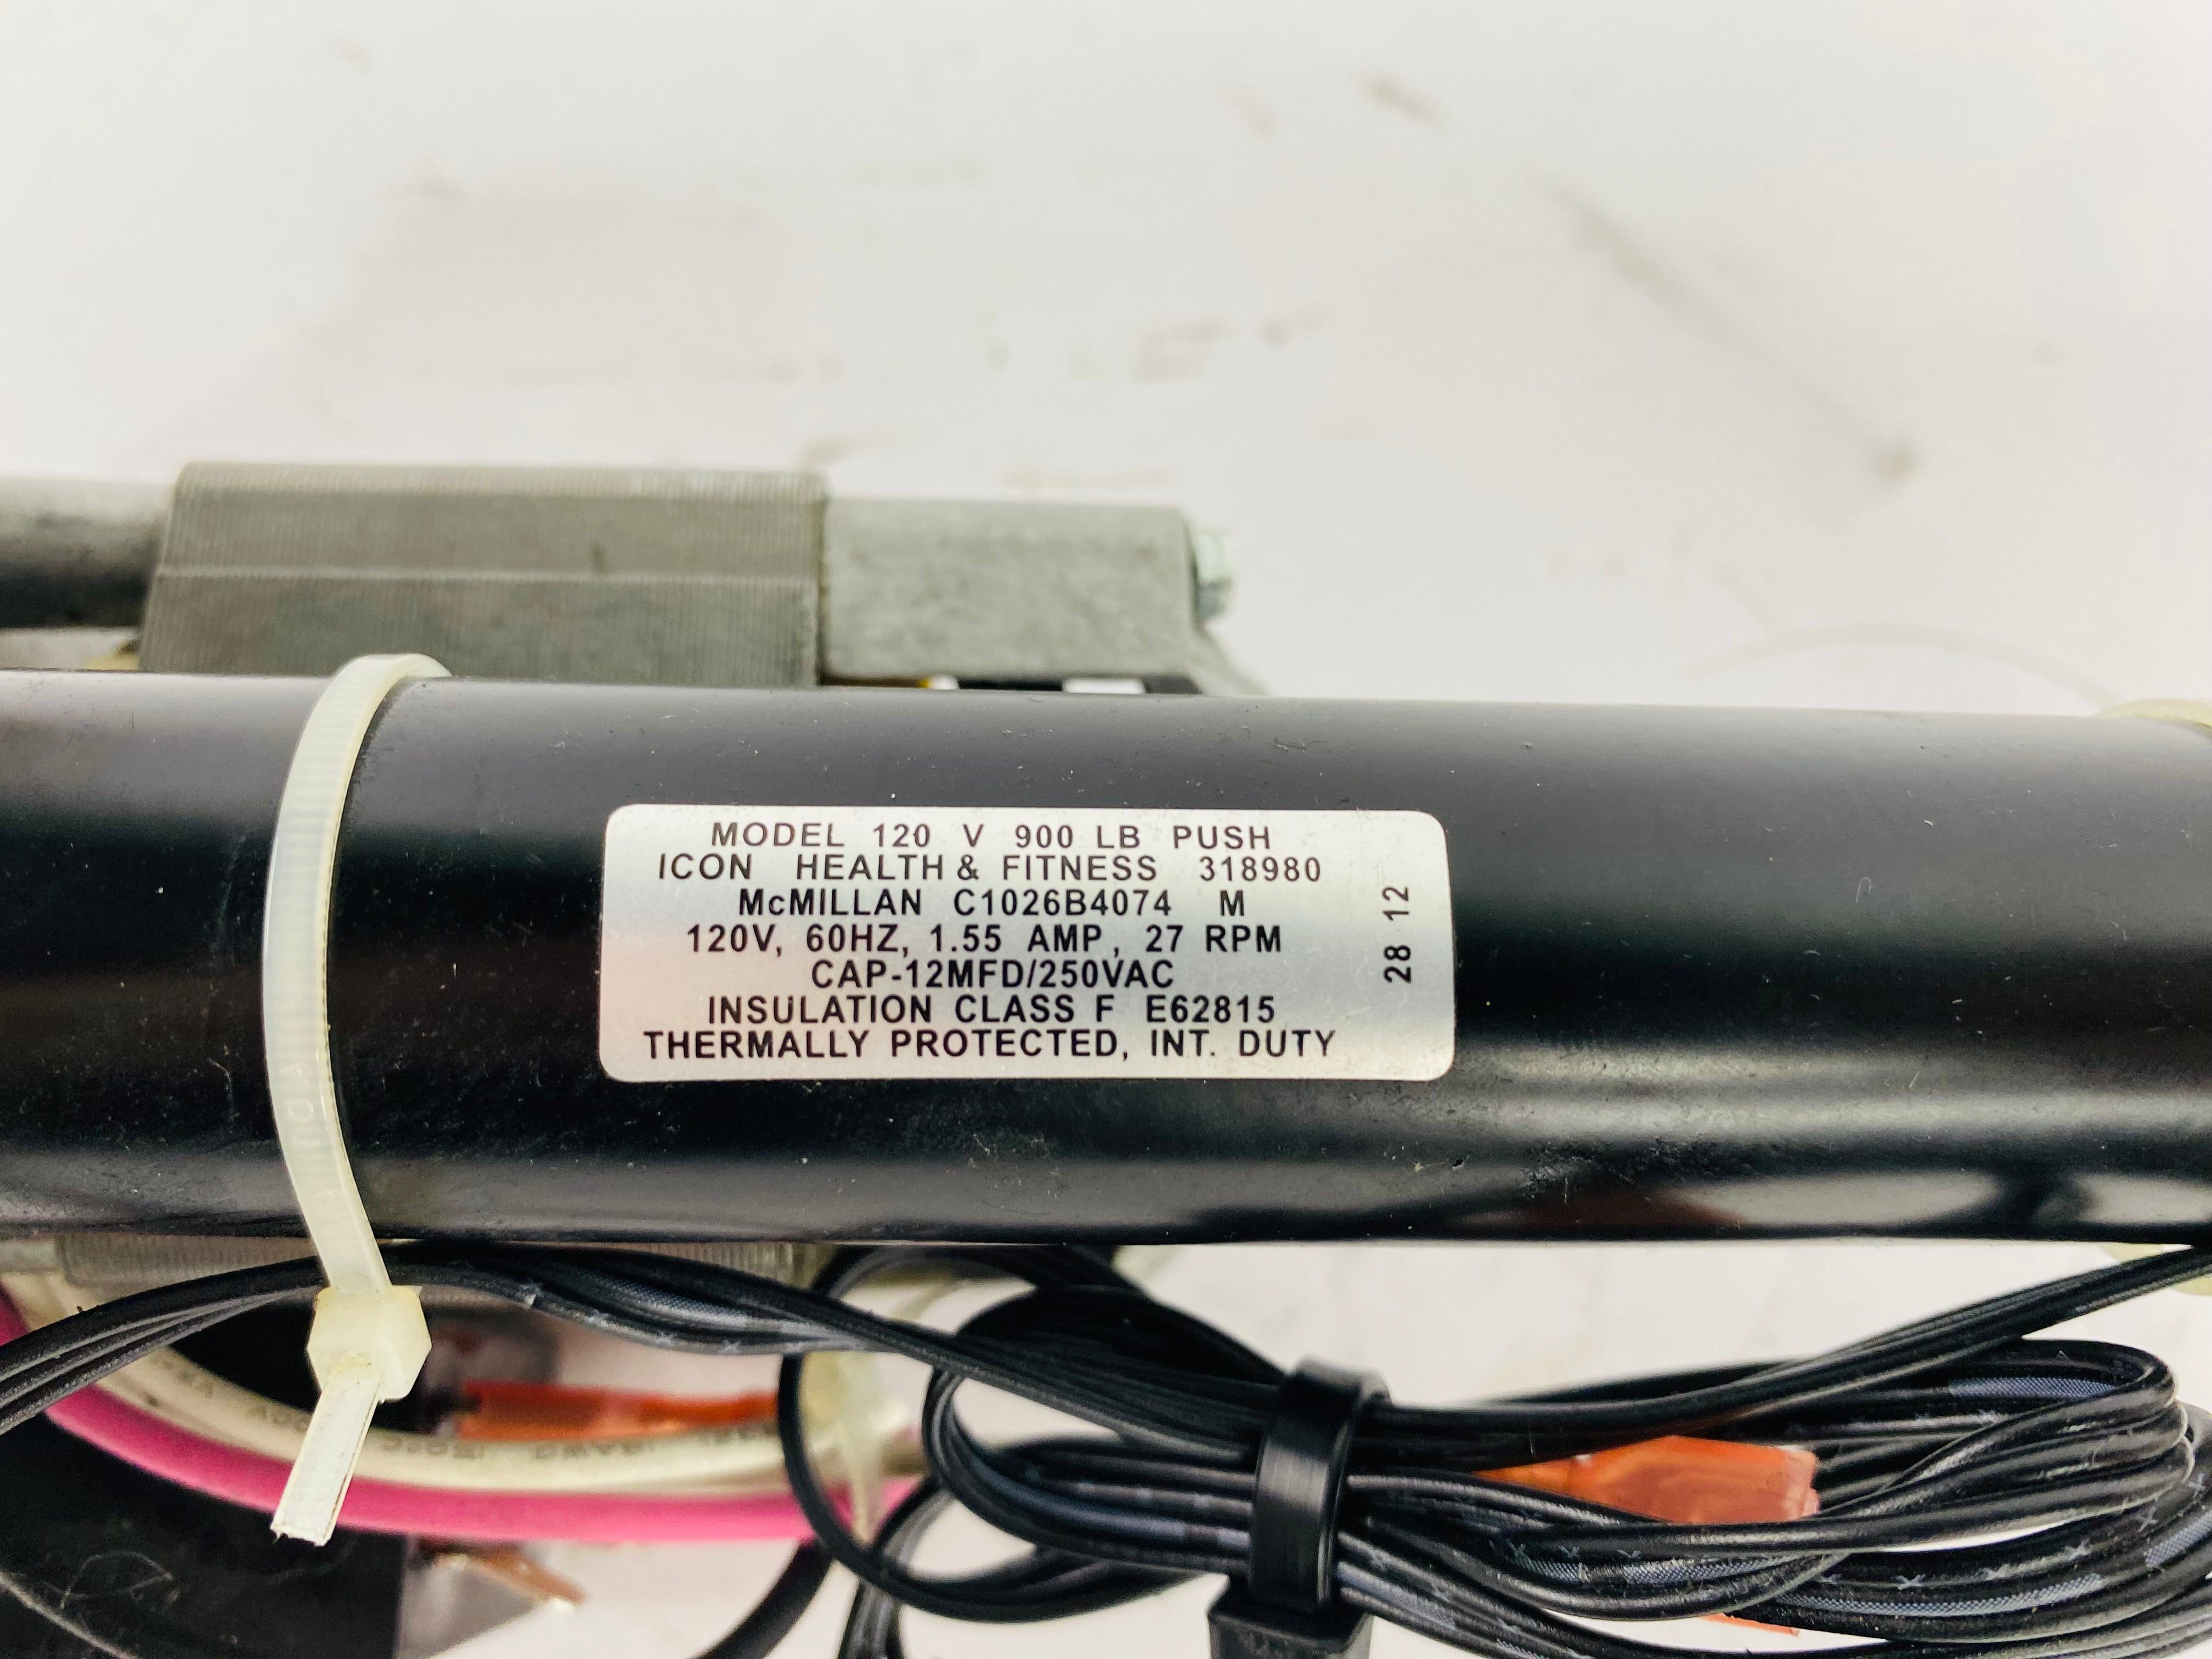 MODEL 120 V 900 LB PUSH
ICON HEALTH & FITNESS 318980
McMILLAN C1026B4074 M
120V, 60HZ, 1.55 AMP, 27 RPM
CAP-12MFD/250VAC
INSULATION CLASS F E62815
THERMALLY PROTECTED, INT. DUTY
28 12